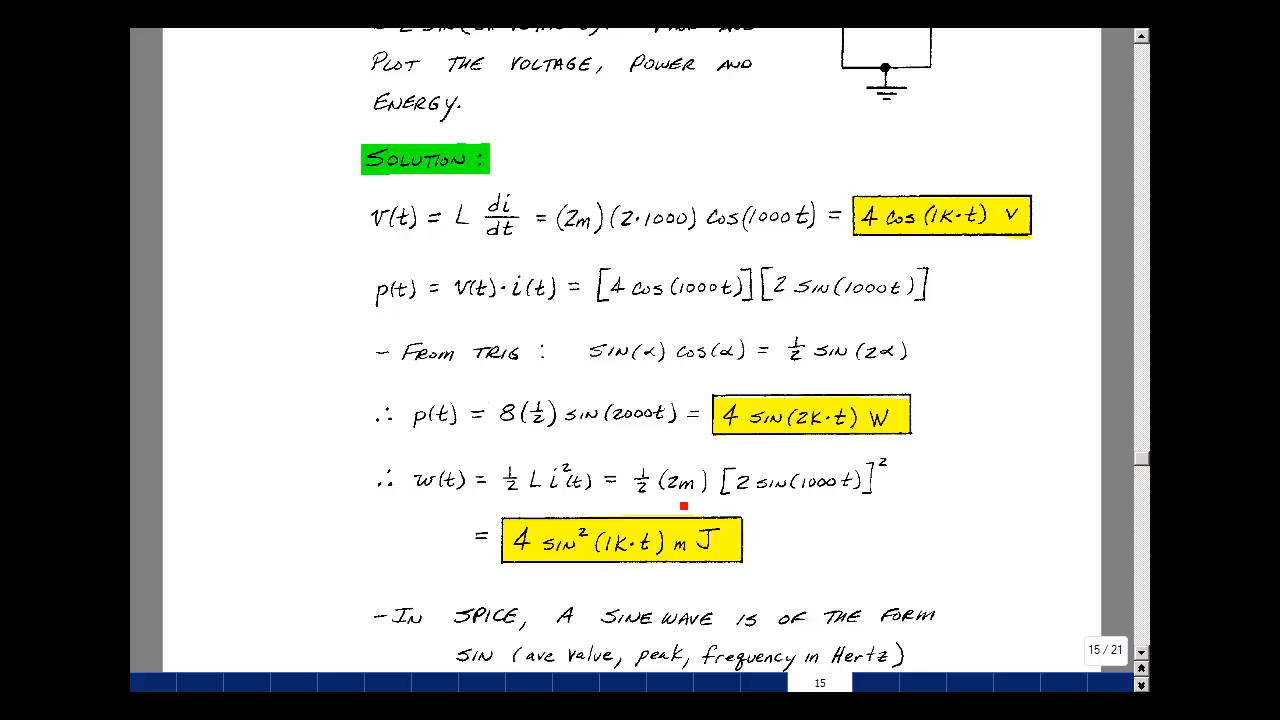 PLOT THE VOLTAGE, POWER AND
ENERGY.
SOLUTION:
v(t) = L di/dt = (2m)(2·1000) cos(1000t) = 4 cos(1K·t) V
p(t) = v(t)·i(t) = [4 cos(1000t)][2 sin(1000t)]
- FROM TRIG: sin(α) cos(α) = 1/2 sin(2α)
∴ p(t) = 8(1/2) sin(2000t) = 4 sin(2K·t) W
∴ w(t) = 1/2 L i²(t) = 1/2 (2m) [2 sin(1000t)]²
= 4 sin² (1K·t) m J
- IN SPICE, A SINE WAVE IS OF THE FORM
SIN (ave value, peak, frequency in Hertz)
15 / 21
15